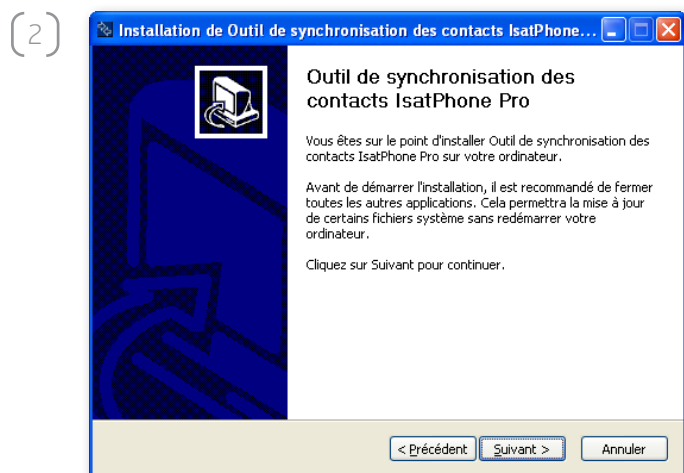 (2)
Installation de Outil de synchronisation des contacts IsatPhone...
Outil de synchronisation des
contacts IsatPhone Pro
Vous êtes sur le point d'installer Outil de synchronisation des
contacts IsatPhone Pro sur votre ordinateur.
Avant de démarrer l'installation, il est recommandé de fermer
toutes les autres applications. Cela permettra la mise à jour
de certains fichiers système sans redémarrer votre
ordinateur.
Cliquez sur Suivant pour continuer.
< Précédent Suivant > Annuler